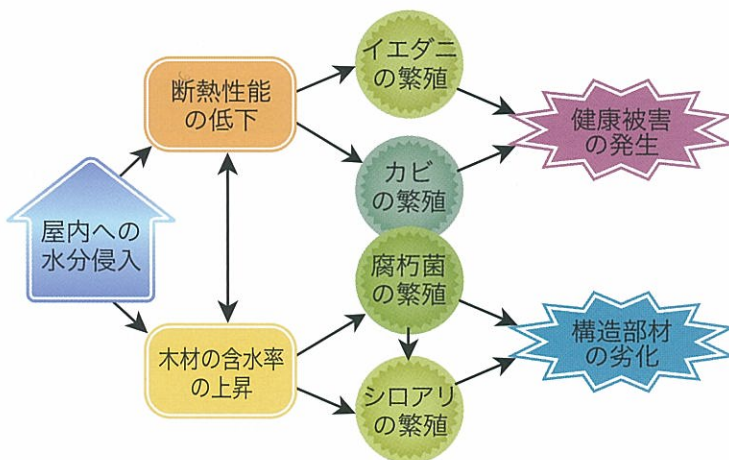 屋内への
水分侵入
断熱性能
の低下
木材の含水率
の上昇
イエダニ
の繁殖
カビ
の繁殖
腐朽菌
の繁殖
シロアリ
の繁殖
健康被害
の発生
構造部材
の劣化